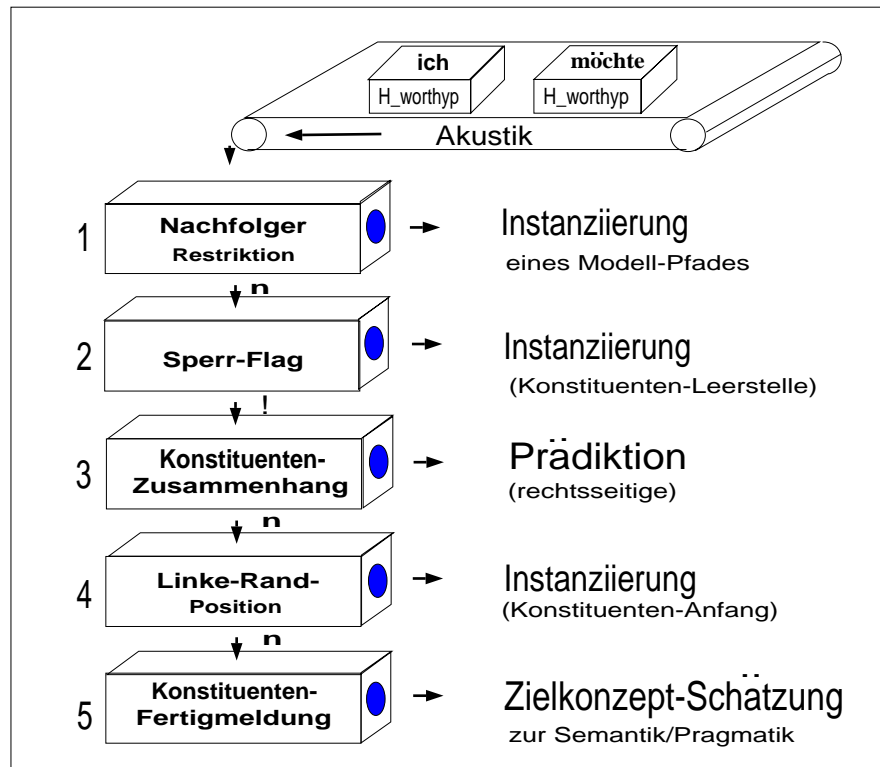 ich
möchte
H_worthyp
H_worthyp
Akustik
1
Nachfolger
Restriktion
Instanziierung
eines Modell-Pfades
n
2
Sperr-Flag
Instanziierung
(Konstituenten-Leerstelle)
!
3
Konstituenten-
Zusammenhang
Prädiktion
(rechtsseitige)
n
4
Linke-Rand-
Position
Instanziierung
(Konstituenten-Anfang)
n
5
Konstituenten-
Fertigmeldung
Zielkonzept-Schätzung
zur Semantik/Pragmatik